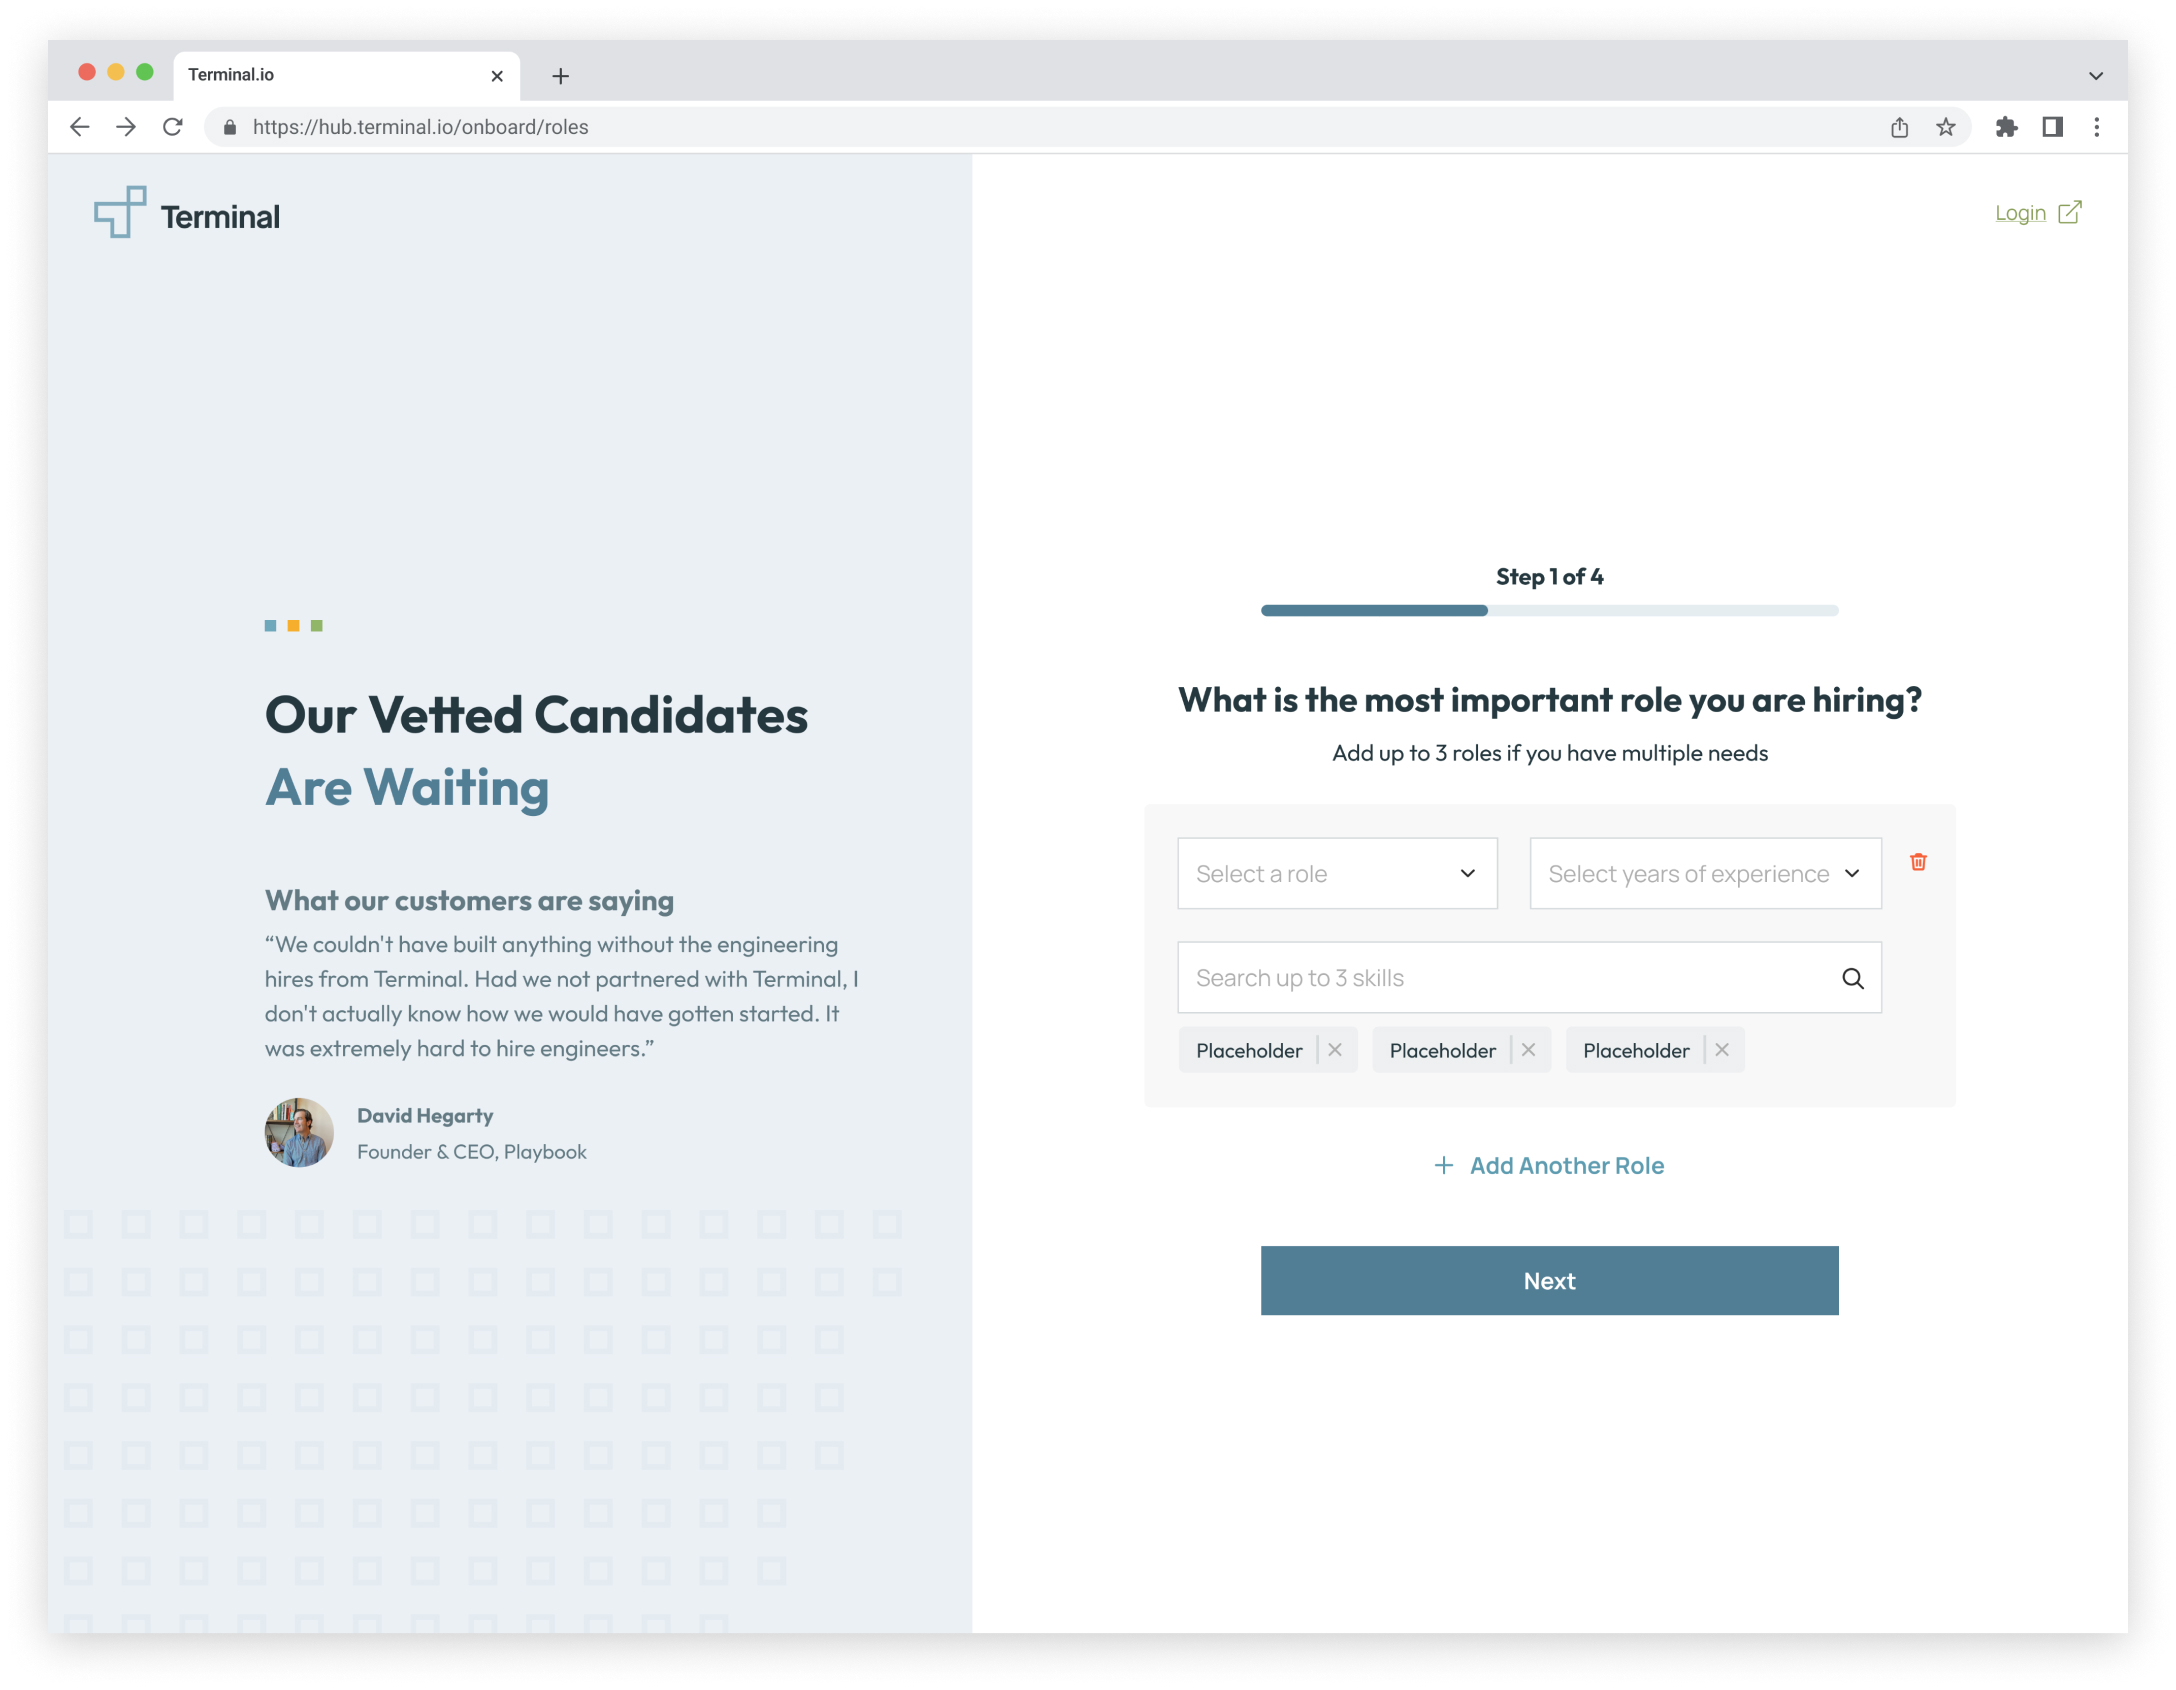 Terminal.io
https://hub.terminal.io/onboard/roles
Terminal
Login
Our Vetted Candidates
Are Waiting
What our customers are saying
“We couldn't have built anything without the engineering
hires from Terminal. Had we not partnered with Terminal, I
don't actually know how we would have gotten started. It
was extremely hard to hire engineers.”
David Hegarty
Founder & CEO, Playbook
Step 1 of 4
What is the most important role you are hiring?
Add up to 3 roles if you have multiple needs
Select a role
Select years of experience
Search up to 3 skills
Placeholder Placeholder Placeholder
Add Another Role
Next